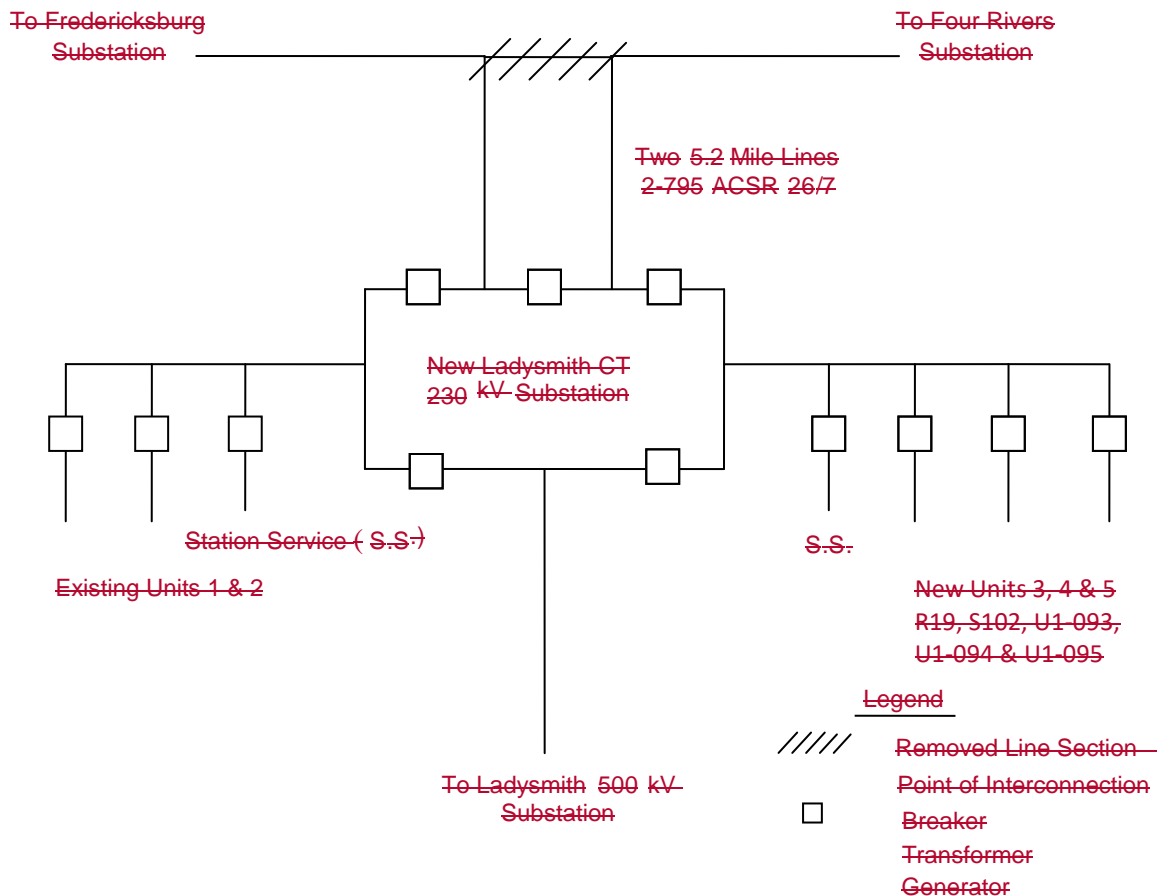 To Fredericksburg
Substation
To Four Rivers
Substation
Two 5.2 Mile Lines
2-795 ACSR 26/7
New Ladysmith CT
230 kV Substation
Station Service ( S.S.)
S.S.
Existing Units 1 & 2
New Units 3, 4 & 5
R19, S102, U1-093,
U1-094 & U1-095
Legend
Removed Line Section
To Ladysmith 500 kV
Substation
Point of Interconnection
Breaker
Transformer
Generator